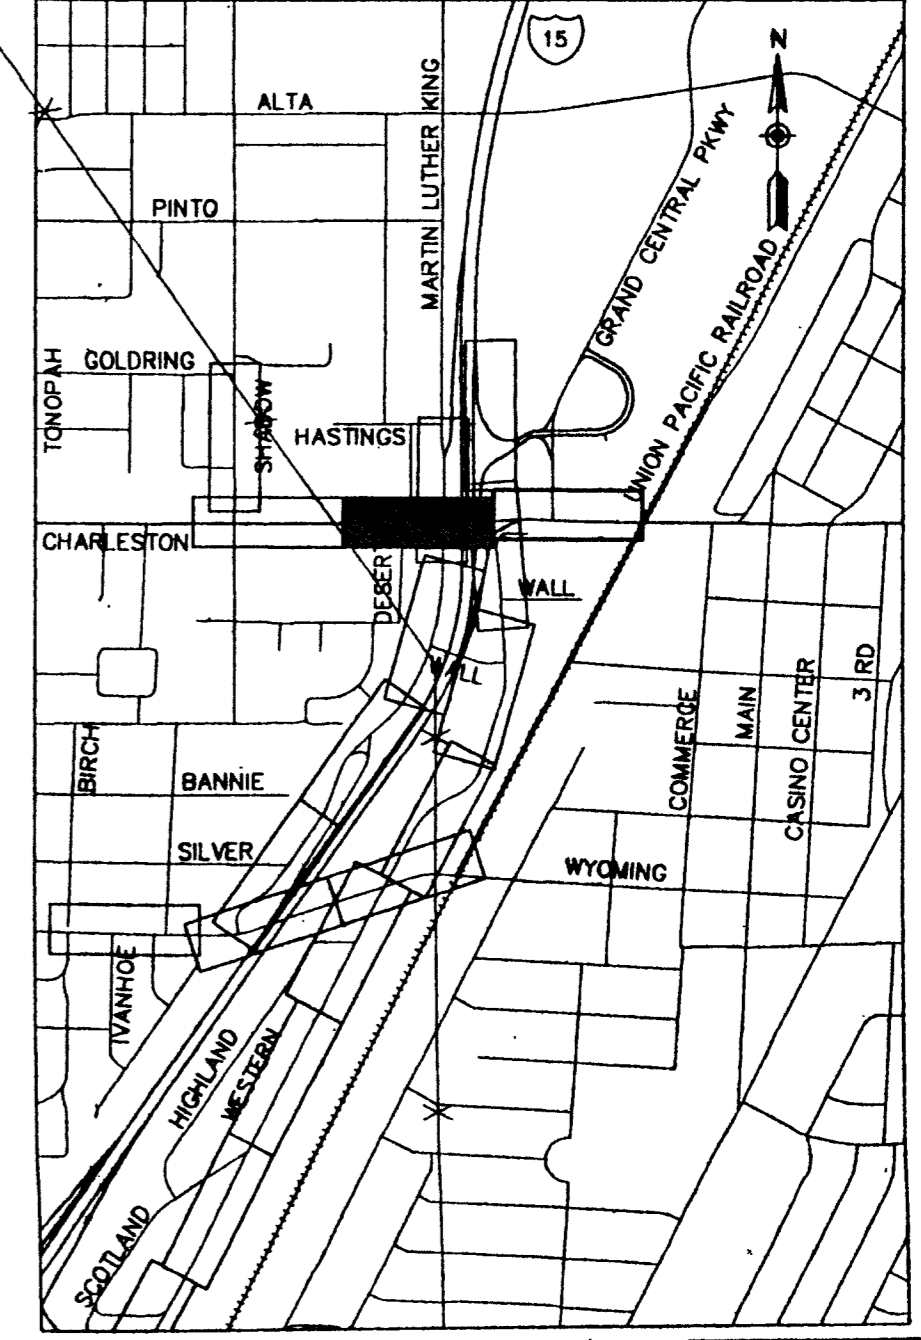 15
N
ALTA
MARTIN LUTHER KING
GRAND CENTRAL PKWY
PINTO
UNION PACIFIC RAILROAD
TONOPAH
GOLDRING
SHADOW
HASTINGS
CHARLESTON
DESERT
WALL
WALL
3 RD
COMMERCE
MAIN
CASINO CENTER
BIRCH
BANNIE
SILVER
WYOMING
IVANHOE
HIGHLAND
WESTERN
SCOTLAND